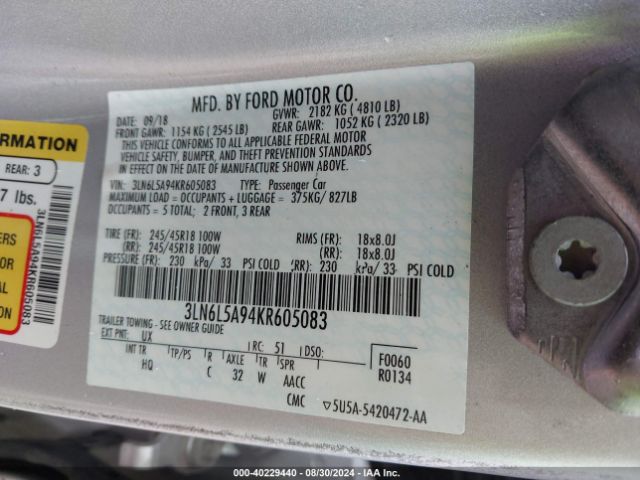 MFD. BY FORD MOTOR CO.
DATE: 09/18 GVWR: 2182 KG ( 4810 LB)
FRONT GAWR: 1154 KG ( 2545 LB) REAR GAWR: 1052 KG ( 2320 LB)
THIS VEHICLE CONFORMS TO ALL APPLICABLE FEDERAL MOTOR
VEHICLE SAFETY, BUMPER, AND THEFT PREVENTION STANDARDS
IN EFFECT ON THE DATE OF MANUFACTURE SHOWN ABOVE.
VIN: 3LN6L5A94KR605083 TYPE: Passenger Car
MAXIMUM LOAD = OCCUPANTS + LUGGAGE = 375KG/ 827LB
OCCUPANTS = 5 TOTAL; 2 FRONT, 3 REAR
TIRE (FR): 245/45R18 100W RIMS (FR): 18x8.0J
(RR): 245/45R18 100W (RR): 18x8.0J
PRESSURE (FR): 230 kPa/ 33 PSI COLD (RR): 230 kPa/ 33 PSI COLD
3LN6L5A94KR605083
TRAILER TOWING - SEE OWNER GUIDE
EXT PNT: UX RC: 51 DSO: F0060
R0134
INT TR TP/PS R AXLE TR SPR
HQ C 32 W AACC
CMC 5U5A-5420472-AA
ORMATION
REAR: 3
7 lbs.
ERS
OR
AL
ION
3LN6L5A94KR605083
000-40229440 - 08/30/2024 - IAA Inc.